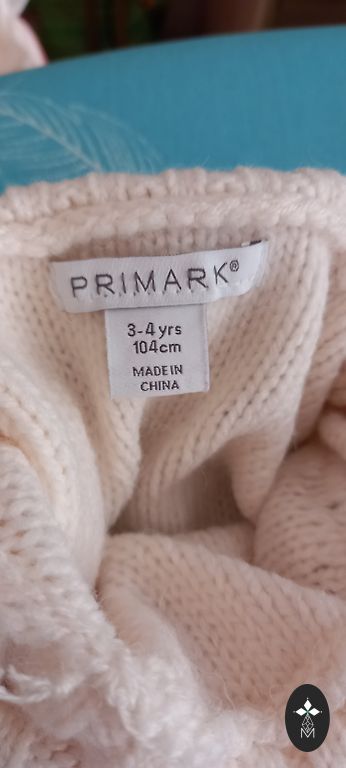 PRIMARK®
3-4 yrs
104cm
MADE IN
CHINA
M